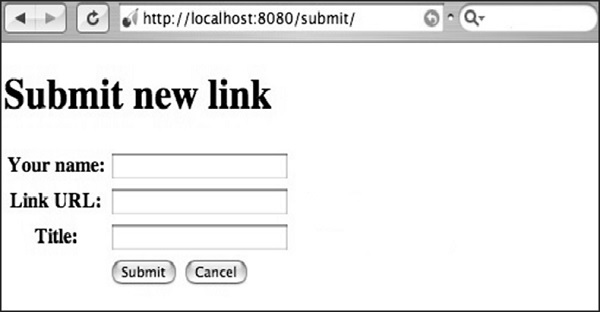 http://localhost:8080/submit/
Submit new link
Your name:
Link URL:
Title:
Submit Cancel